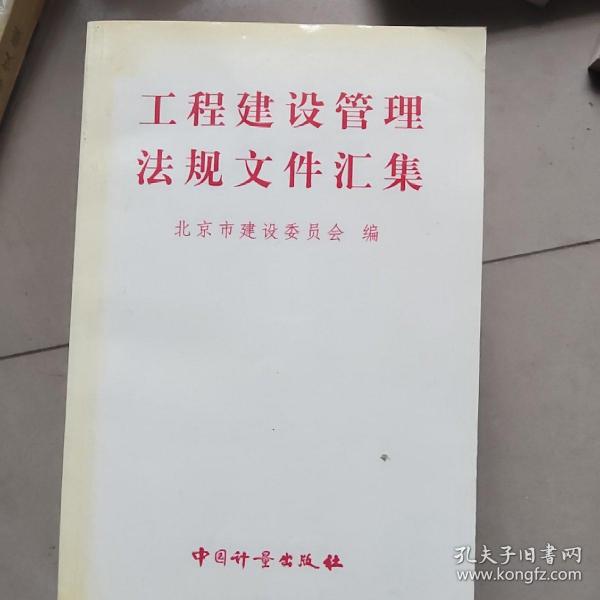 工程建设管理
法规文件汇集
北京市建设委员会 编
中国计量出版社
孔夫子旧书网
www.kongfz.com